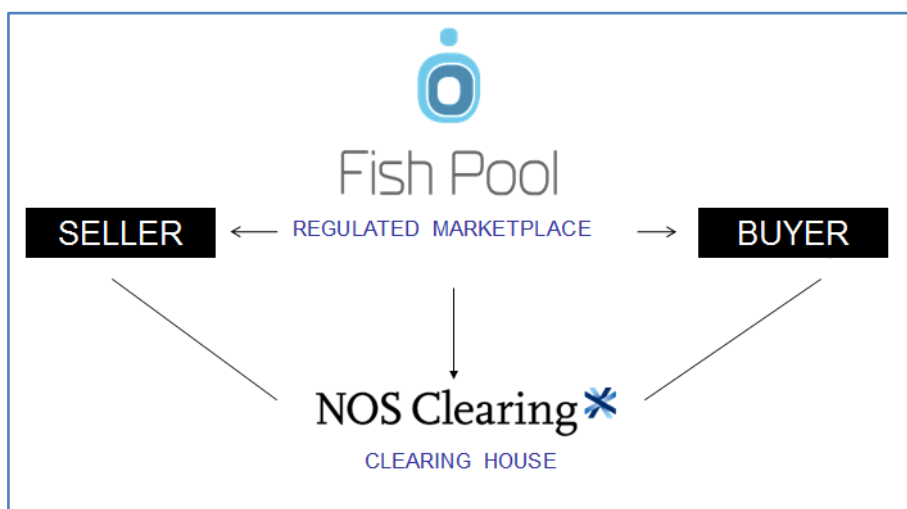 Fish Pool
SELLER
REGULATED MARKETPLACE
BUYER
NOS Clearing
CLEARING HOUSE